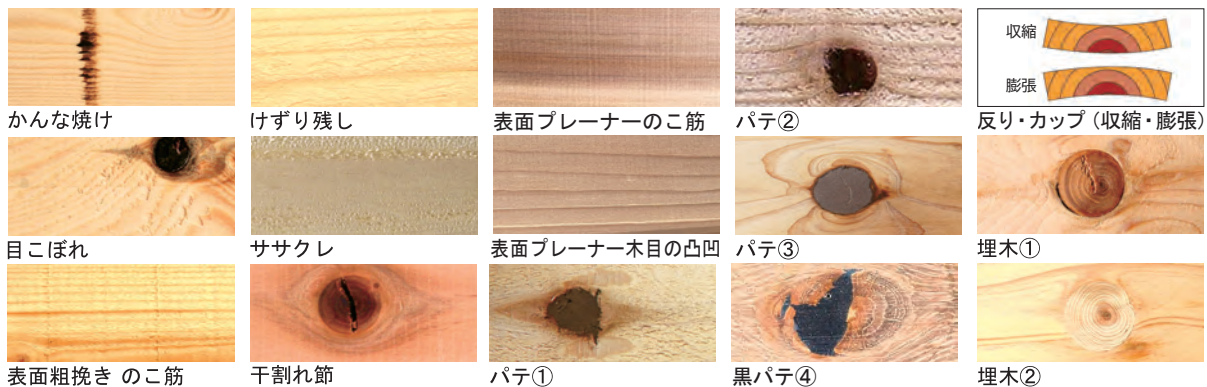 収縮
膨張
かんな焼け
けずり残し
表面プレーナーのこ筋
パテ②
反り・カップ（収縮・膨張）
目こぼれ
ササクレ
表面プレーナー木目の凸凹
パテ③
埋木①
表面粗挽き のこ筋
干割れ節
パテ①
黒パテ④
埋木②